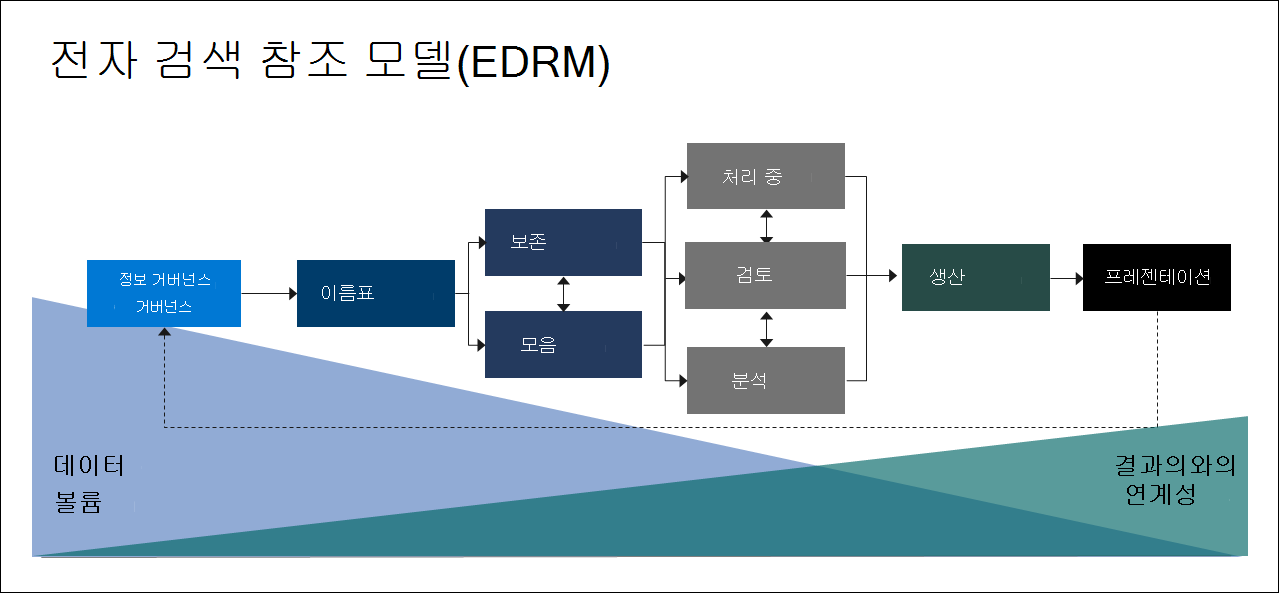 전자 검색 참조 모델(EDRM)
정보 거버넌스
거버넌스
이름표
보존
모음
처리 중
검토
분석
생산
프레젠테이션
데이터
볼륨
결과의와의
연계성